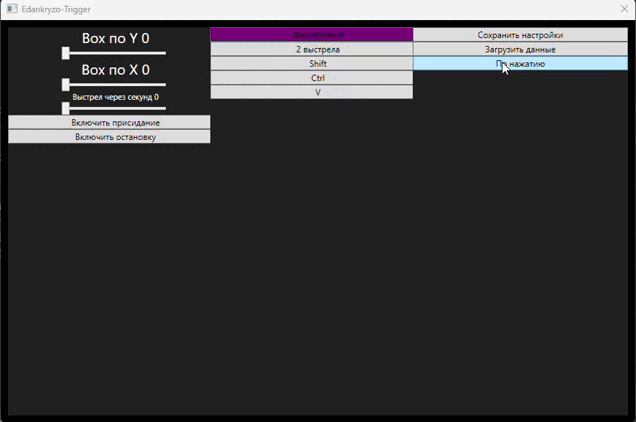 Edankryzo-Trigger
Box по Y 0
Box по X 0
Выстрел через секунд 0
Включить присидание
Включить остановку
2 выстрела
Shift
Ctrl
V
Сохранить настройки
Загрузить данные
По нажатию